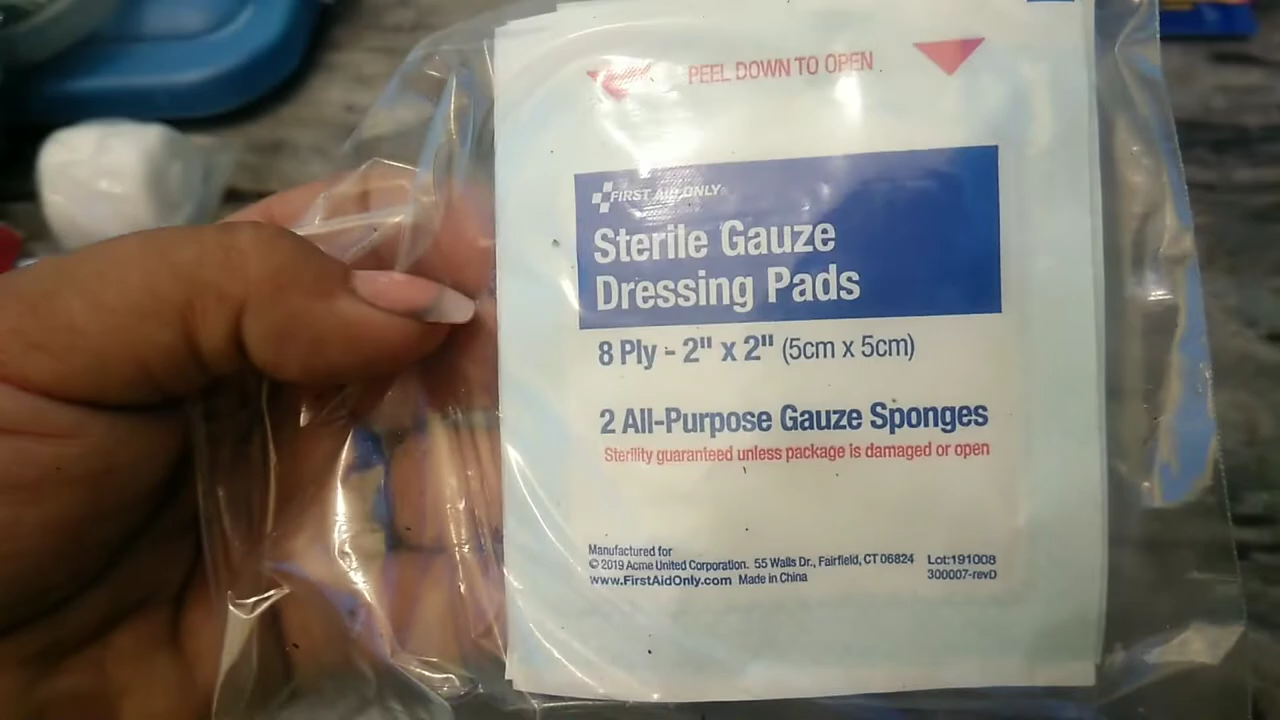 PEEL DOWN TO OPEN
FIRST AID ONLY
Sterile Gauze
Dressing Pads
8 Ply - 2" x 2" (5cm x 5cm)
2 All-Purpose Gauze Sponges
Sterility guaranteed unless package is damaged or open
Manufactured for
© 2019 Acme United Corporation. 55 Walls Dr., Fairfield, CT 06824 Lot:191008
www.FirstAidOnly.com Made in China 300007-revD